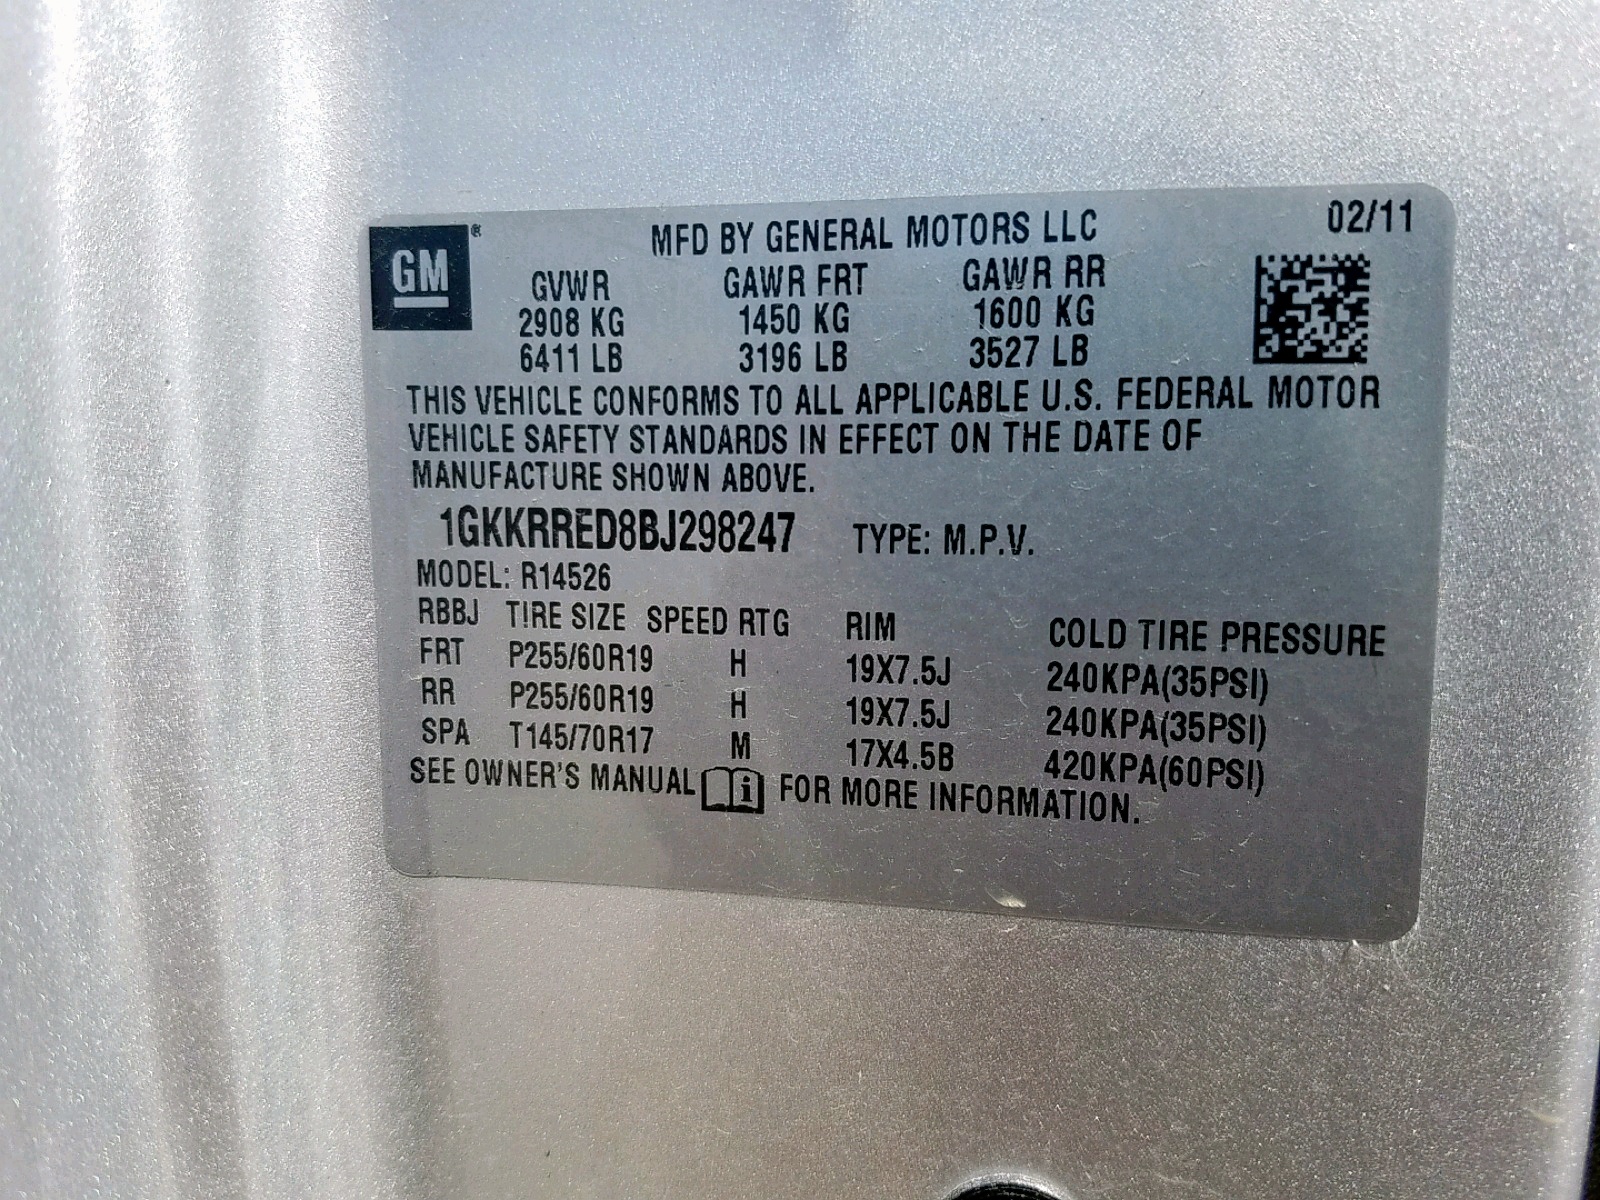 GM ®
MFD BY GENERAL MOTORS LLC 02/11
GVWR GAWR FRT GAWR RR
2908 KG 1450 KG 1600 KG
6411 LB 3196 LB 3527 LB
THIS VEHICLE CONFORMS TO ALL APPLICABLE U.S. FEDERAL MOTOR
VEHICLE SAFETY STANDARDS IN EFFECT ON THE DATE OF
MANUFACTURE SHOWN ABOVE.
1GKKRRED8BJ298247 TYPE: M.P.V.
MODEL: R14526
RBBJ TIRE SIZE SPEED RTG RIM COLD TIRE PRESSURE
FRT P255/60R19 H 19X7.5J 240KPA(35PSI)
RR P255/60R19 H 19X7.5J 240KPA(35PSI)
SPA T145/70R17 M 17X4.5B 420KPA(60PSI)
SEE OWNER'S MANUAL i FOR MORE INFORMATION.